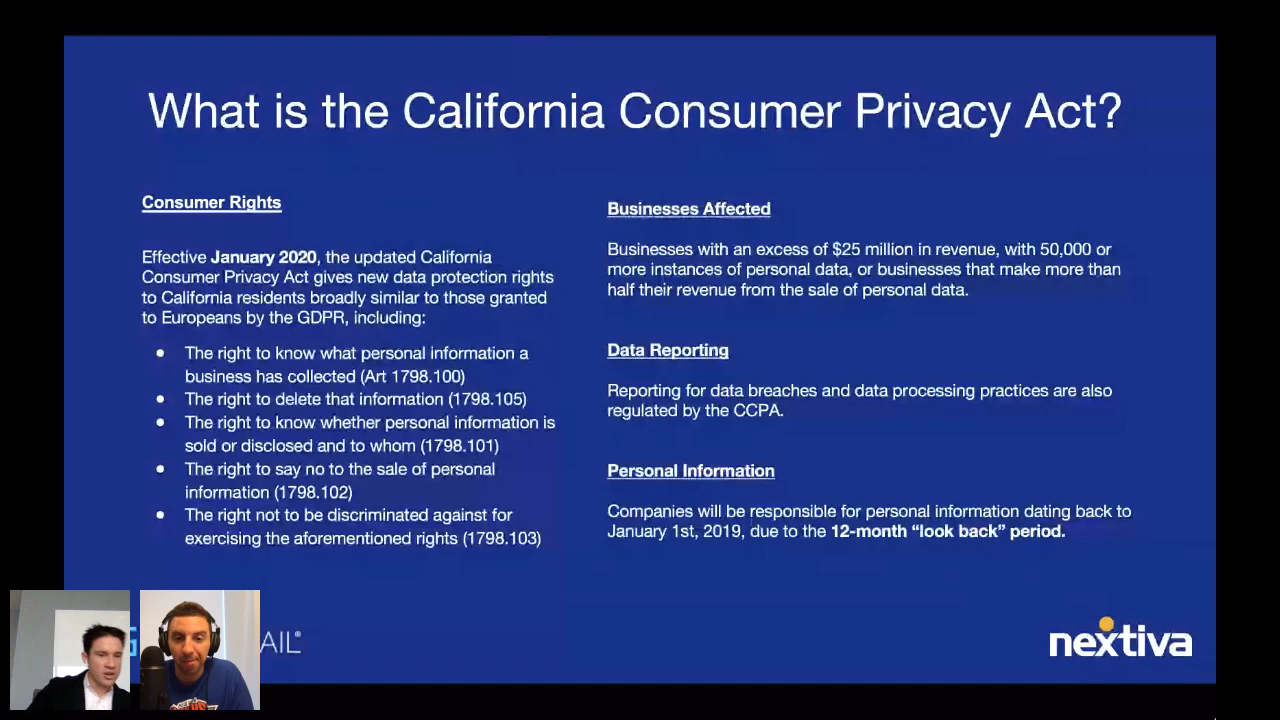 What is the California Consumer Privacy Act?
Consumer Rights
Effective January 2020, the updated California
Consumer Privacy Act gives new data protection rights
to California residents broadly similar to those granted
to Europeans by the GDPR, including:
● The right to know what personal information a
business has collected (Art 1798.100)
● The right to delete that information (1798.105)
● The right to know whether personal information is
sold or disclosed and to whom (1798.101)
● The right to say no to the sale of personal
information (1798.102)
● The right not to be discriminated against for
exercising the aforementioned rights (1798.103)
Businesses Affected
Businesses with an excess of $25 million in revenue, with 50,000 or
more instances of personal data, or businesses that make more than
half their revenue from the sale of personal data.
Data Reporting
Reporting for data breaches and data processing practices are also
regulated by the CCPA.
Personal Information
Companies will be responsible for personal information dating back to
January 1st, 2019, due to the 12-month “look back” period.
AIL®
nextiva